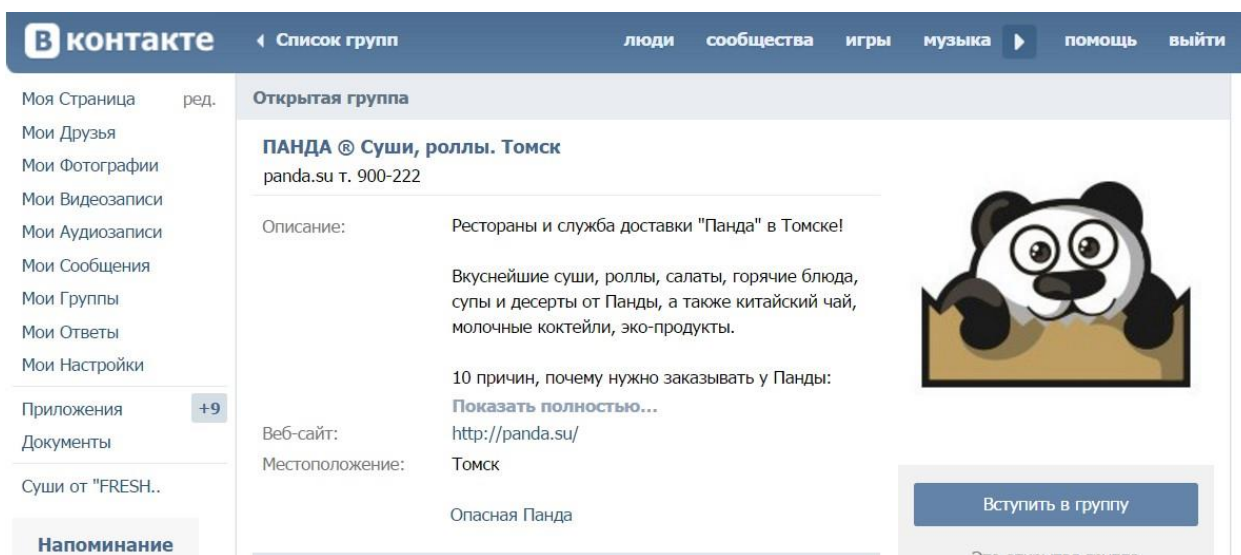 В контакте
Список групп
люди сообщества игры музыка помощь выйти
Моя Страница ред.
Мои Друзья
Мои Фотографии
Мои Видеозаписи
Мои Аудиозаписи
Мои Сообщения
Мои Группы
Мои Ответы
Мои Настройки
Приложения +9
Документы
Суши от "FRESH..
Напоминание
Открытая группа
ПАНДА ® Суши, роллы. Томск
panda.su т. 900-222
Описание: Рестораны и служба доставки "Панда" в Томске!
Вкуснейшие суши, роллы, салаты, горячие блюда,
супы и десерты от Панды, а также китайский чай,
молочные коктейли, эко-продукты.
10 причин, почему нужно заказывать у Панды:
Показать полностью...
Веб-сайт: http://panda.su/
Местоположение: Томск
Опасная Панда
Вступить в группу